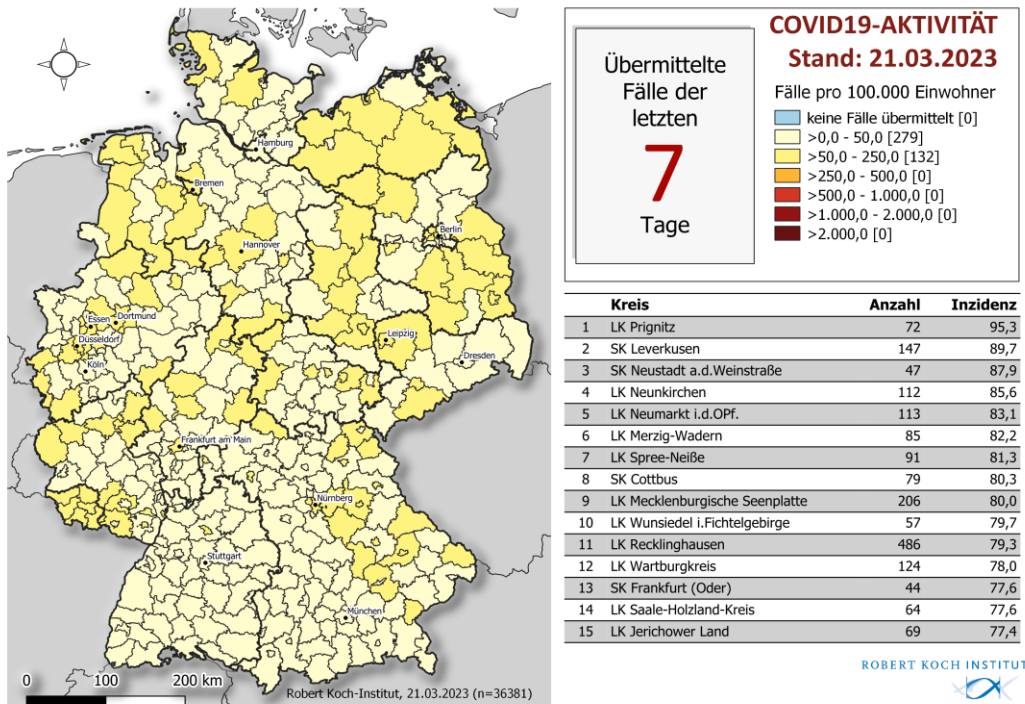 COVID19-AKTIVITÄT
Stand: 21.03.2023
Übermittelte
Fälle der
letzten
7
Tage
Fälle pro 100.000 Einwohner
keine Fälle übermittelt [0]
>0,0 - 50,0 [279]
>50,0 - 250,0 [132]
>250,0 - 500,0 [0]
>500,0 - 1.000,0 [0]
>1.000,0 - 2.000,0 [0]
>2.000,0 [0]
Hamburg
Bremen
Berlin
Hannover
Essen
Dortmund
Düsseldorf
Leipzig
Köln
Dresden
Frankfurt am Main
Nürnberg
Stuttgart
München
0 100 200 km
Robert Koch-Institut, 21.03.2023 (n=36381)
Kreis Anzahl Inzidenz
1 LK Prignitz 72 95,3
2 SK Leverkusen 147 89,7
3 SK Neustadt a.d.Weinstraße 47 87,9
4 LK Neunkirchen 112 85,6
5 LK Neumarkt i.d.OPf. 113 83,1
6 LK Merzig-Wadern 85 82,2
7 LK Spree-Neiße 91 81,3
8 SK Cottbus 79 80,3
9 LK Mecklenburgische Seenplatte 206 80,0
10 LK Wunsiedel i.Fichtelgebirge 57 79,7
11 LK Recklinghausen 486 79,3
12 LK Wartburgkreis 124 78,0
13 SK Frankfurt (Oder) 44 77,6
14 LK Saale-Holzland-Kreis 64 77,6
15 LK Jerichower Land 69 77,4
ROBERT KOCH INSTITUT